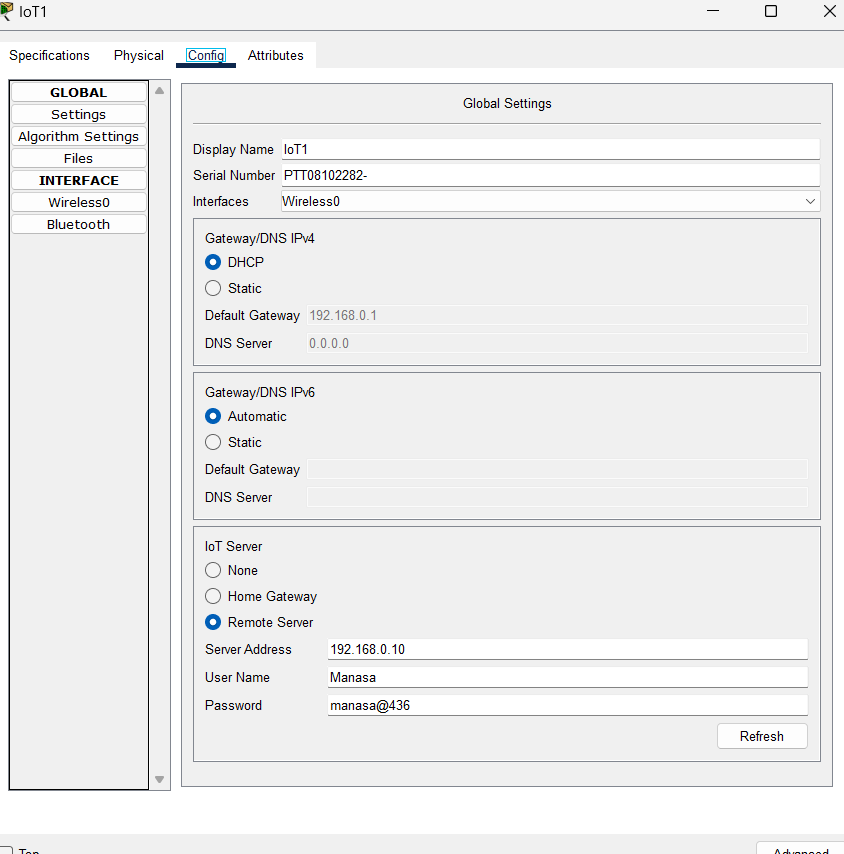 IoT1
Specifications Physical Config Attributes
GLOBAL
Settings
Algorithm Settings
Files
INTERFACE
Wireless0
Bluetooth
Global Settings
Display Name IoT1
Serial Number PTT08102282-
Interfaces Wireless0
Gateway/DNS IPv4
DHCP
Static
Default Gateway 192.168.0.1
DNS Server 0.0.0.0
Gateway/DNS IPv6
Automatic
Static
Default Gateway
DNS Server
IoT Server
None
Home Gateway
Remote Server
Server Address 192.168.0.10
User Name Manasa
Password manasa@436
Refresh
Top Advanced